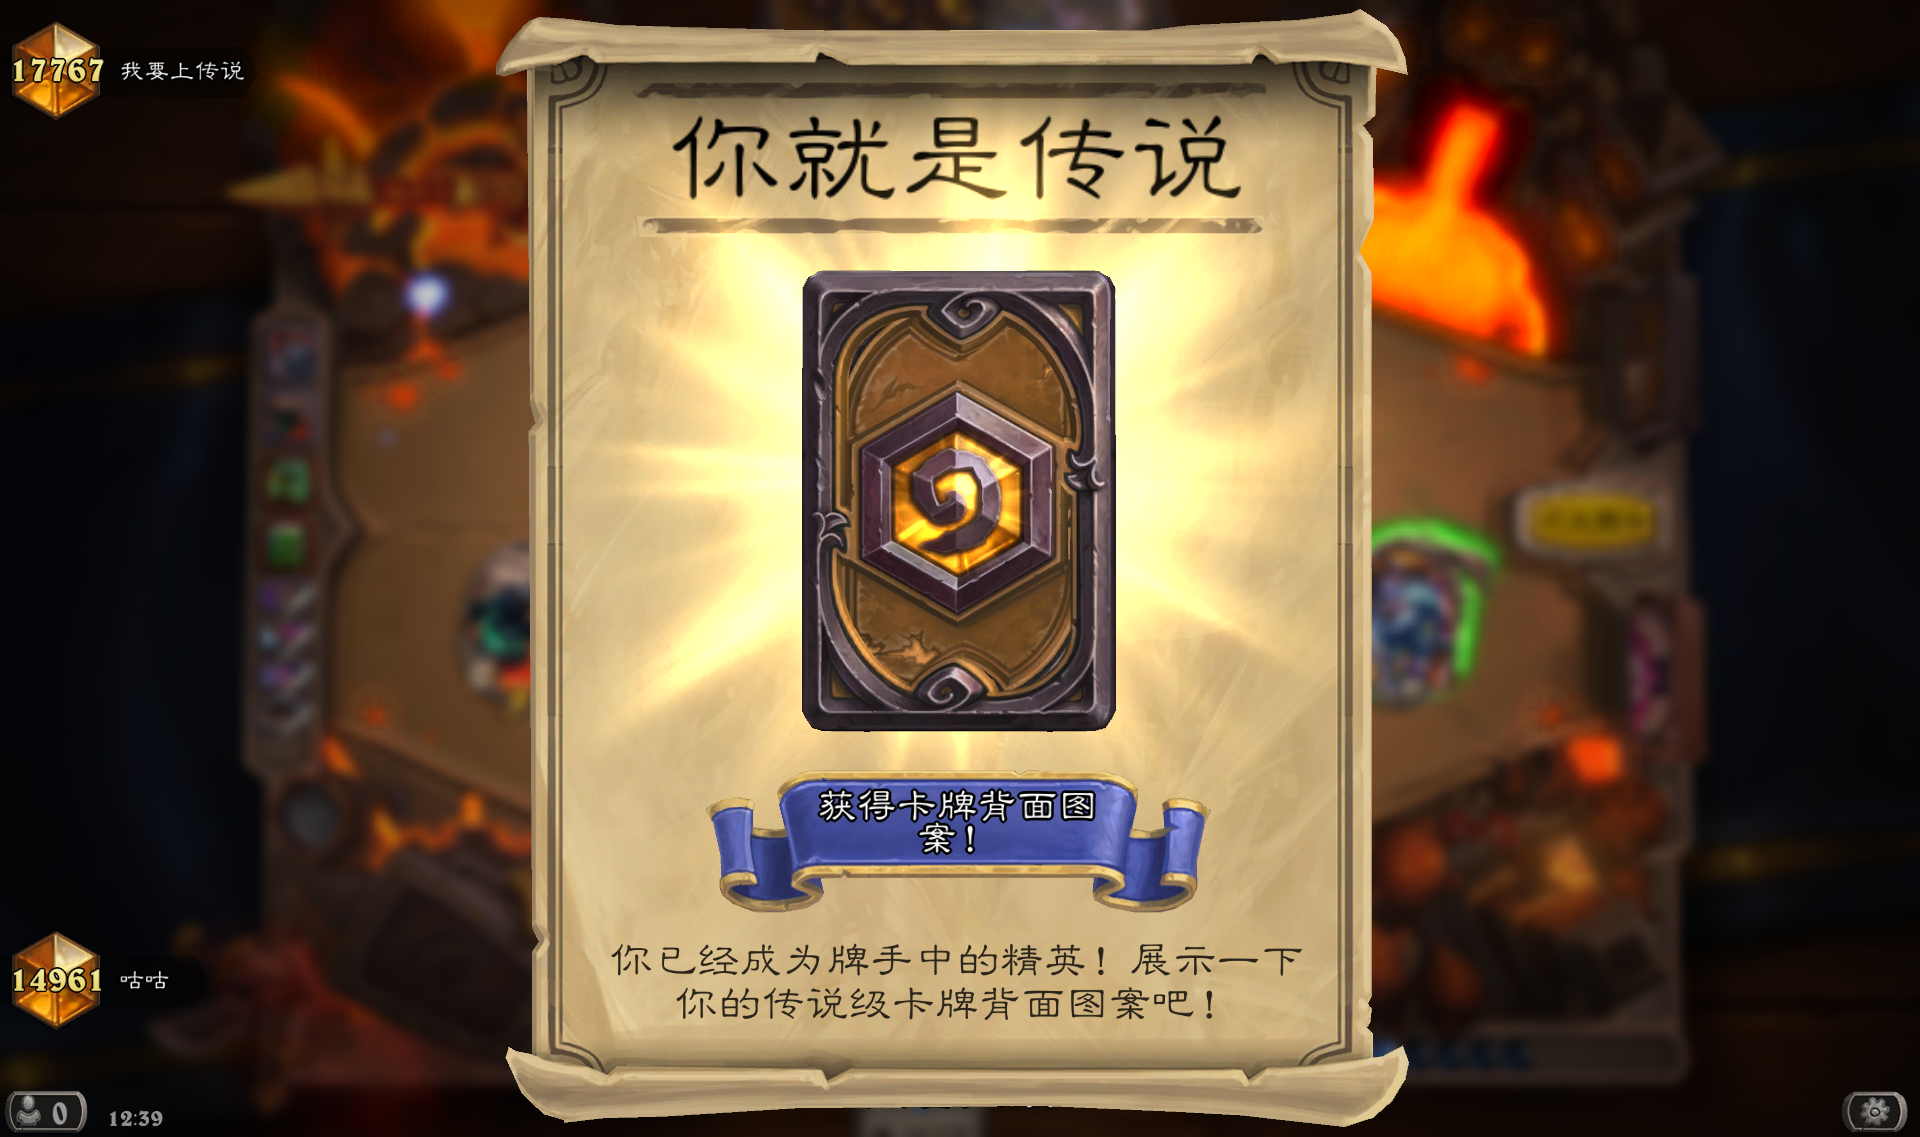 17767 我要上传说
你就是传说
获得卡牌背面图
案！
你已经成为牌手中的精英！展示一下
你的传说级卡牌背面图案吧！
14961 咕咕
0 12:39